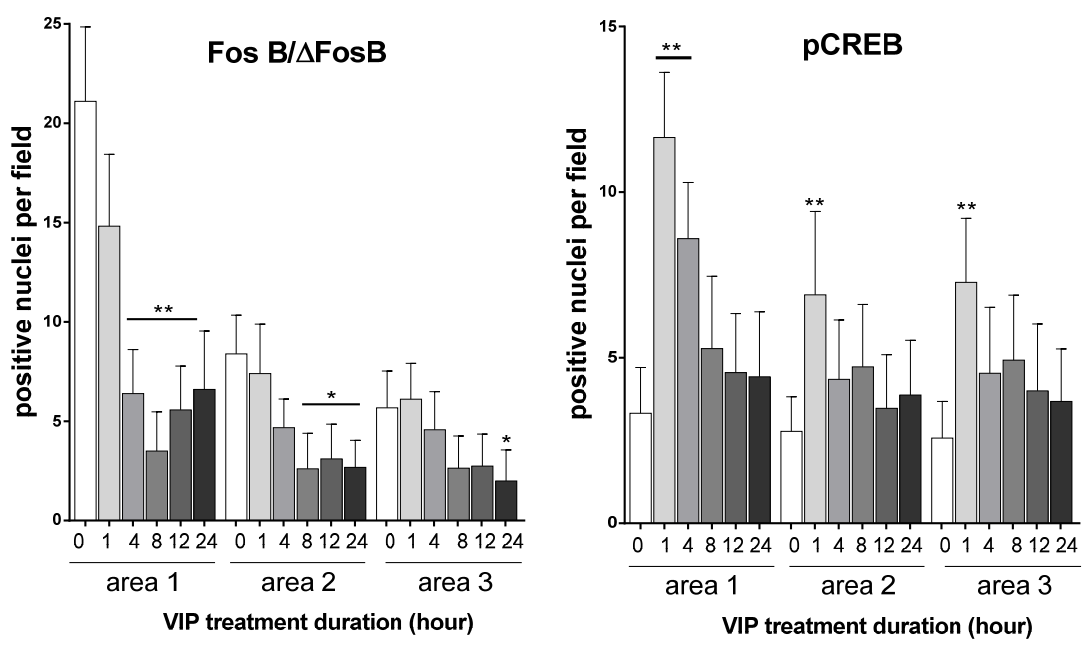 Fos B/ΔFosB
positive nuclei per field
25
20
15
10
5
0
**
*
*
0 1 4 8 12 24 0 1 4 8 12 24 0 1 4 8 12 24
area 1 area 2 area 3
VIP treatment duration (hour)
pCREB
positive nuclei per field
15
10
5
0
**
**
**
0 1 4 8 12 24 0 1 4 8 12 24 0 1 4 8 12 24
area 1 area 2 area 3
VIP treatment duration (hour)